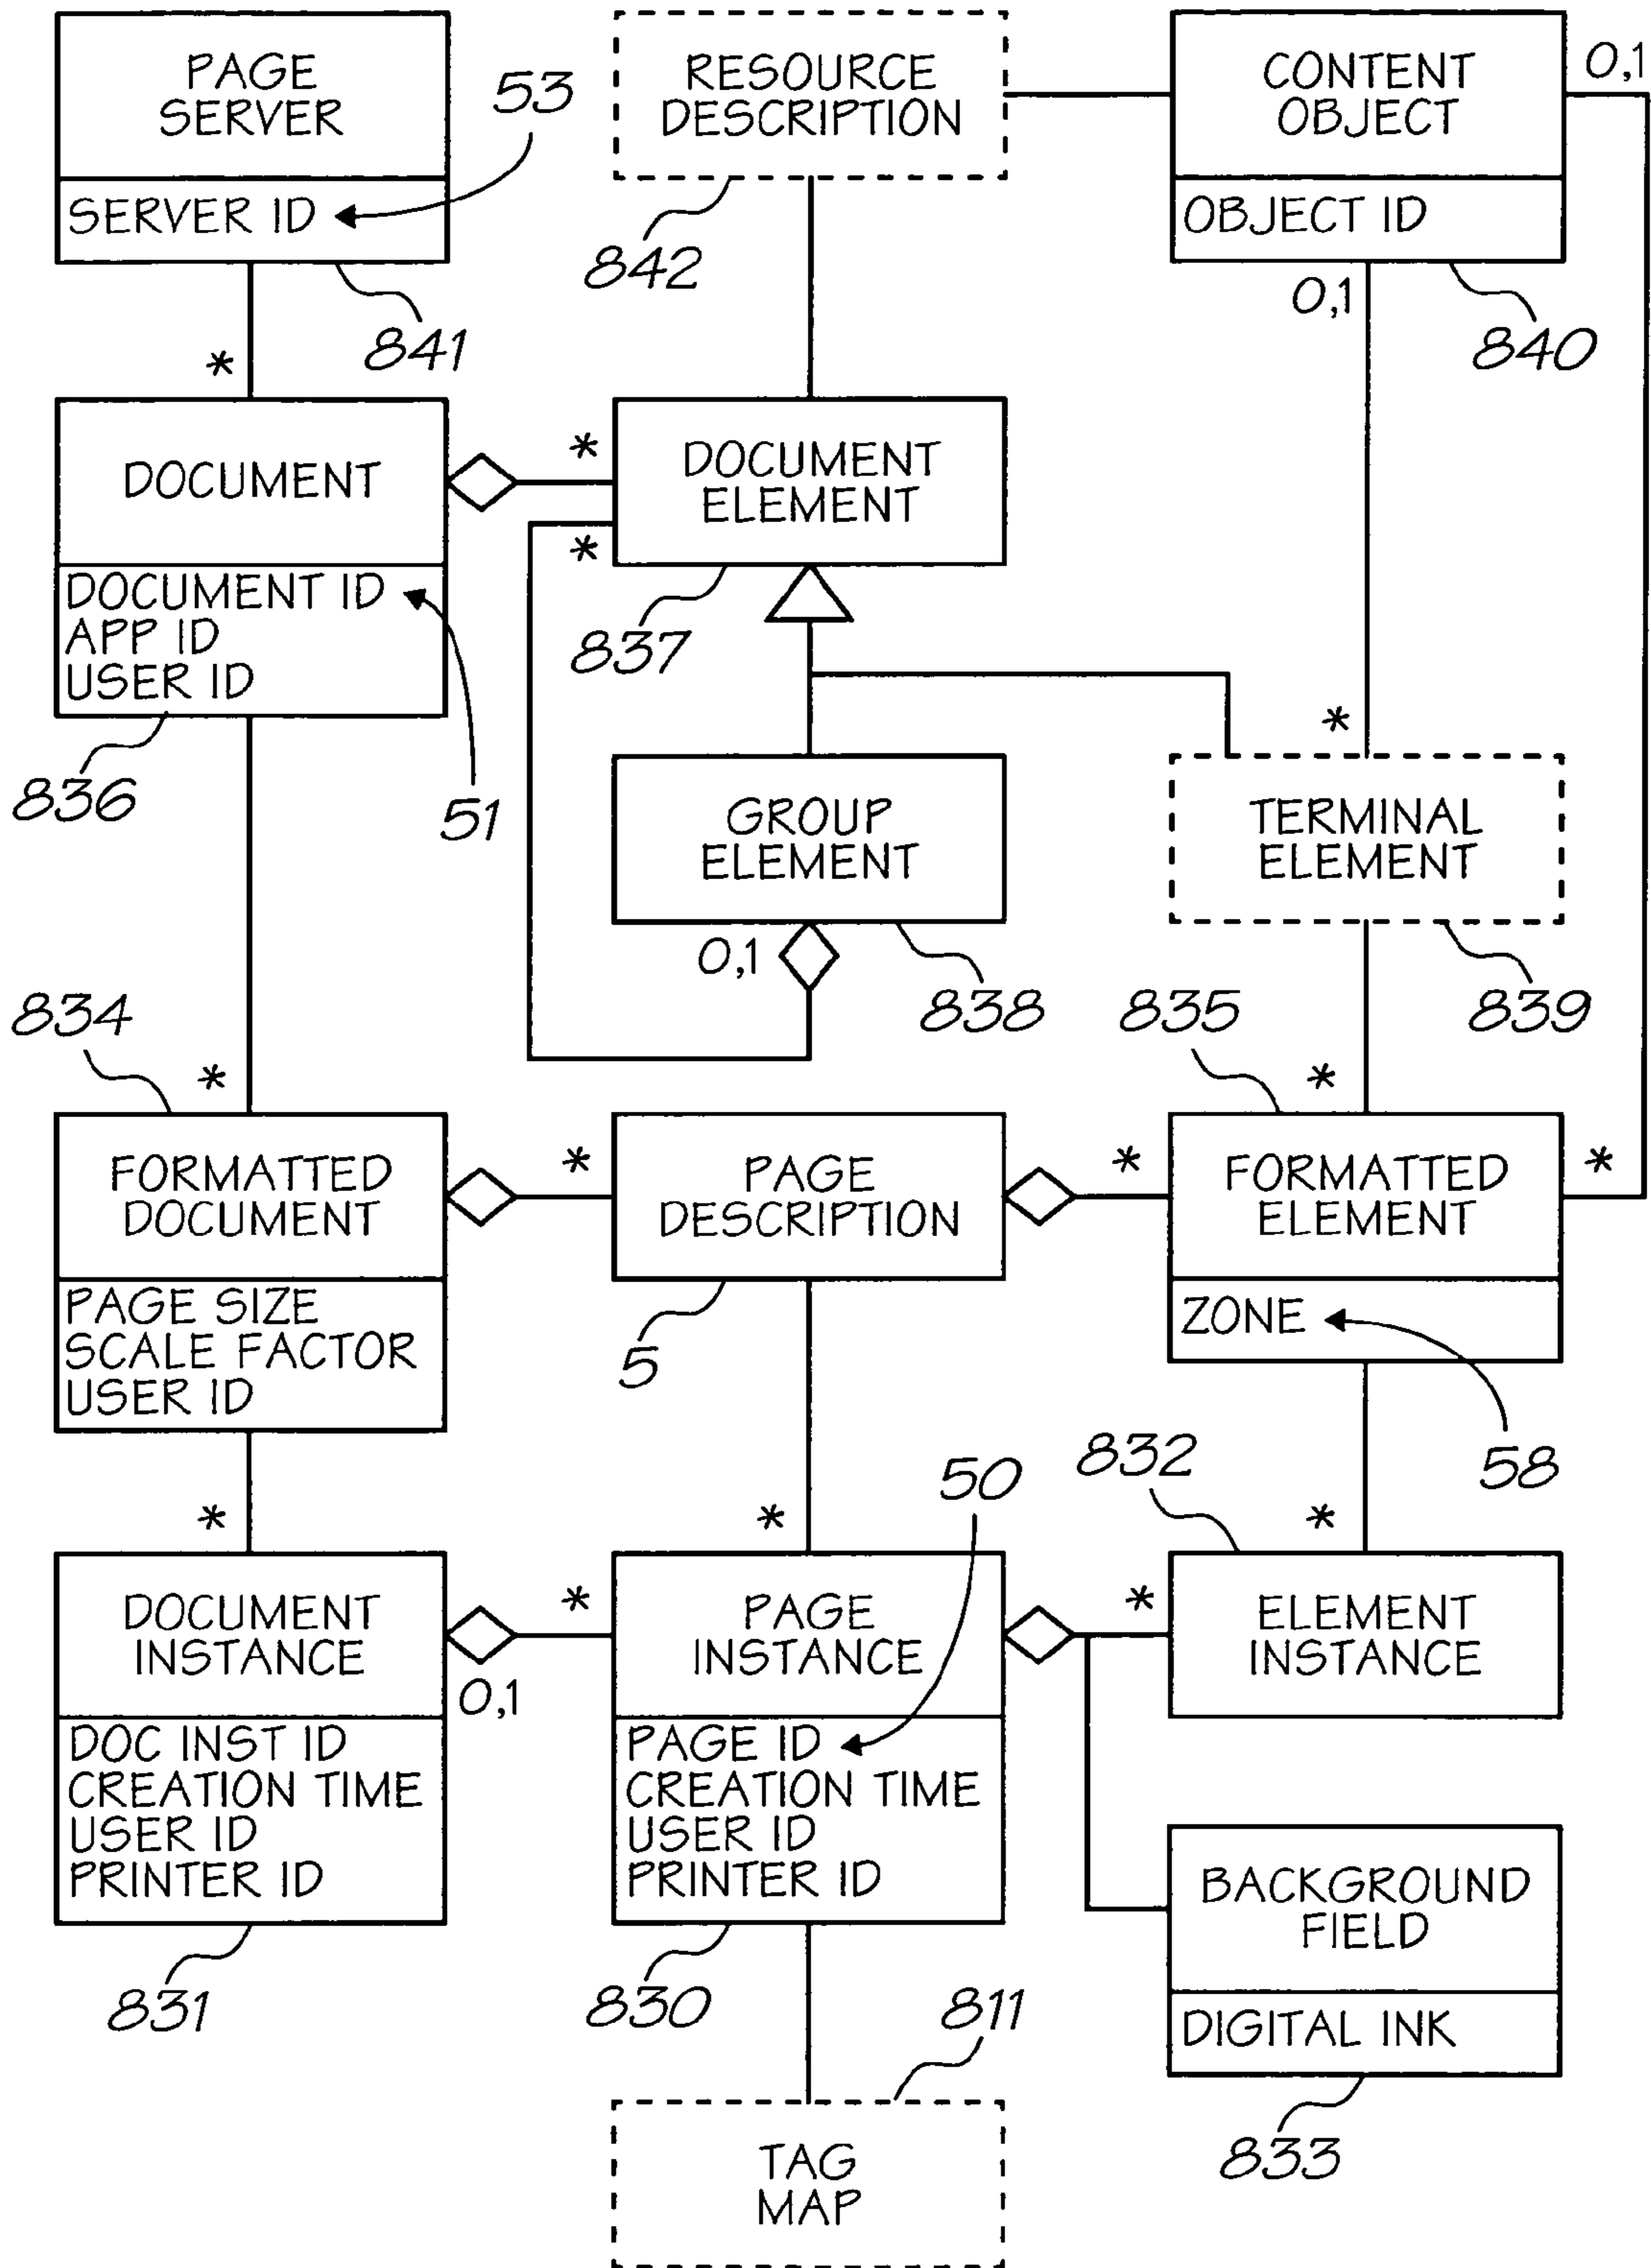 PAGE
SERVER
SERVER ID
53
841
RESOURCE
DESCRIPTION
842
CONTENT
OBJECT
OBJECT ID
0,1
0,1
840
*
DOCUMENT
DOCUMENT ID
APP ID
USER ID
836
51
*
*
DOCUMENT
ELEMENT
837
GROUP
ELEMENT
0,1
838
*
TERMINAL
ELEMENT
839
834
*
FORMATTED
DOCUMENT
PAGE SIZE
SCALE FACTOR
USER ID
*
PAGE
DESCRIPTION
5
835
*
*
FORMATTED
ELEMENT
*
ZONE
58
*
DOCUMENT
INSTANCE
DOC INST ID
CREATION TIME
USER ID
PRINTER ID
831
0,1
*
*
50
PAGE
INSTANCE
PAGE ID
CREATION TIME
USER ID
PRINTER ID
830
832
*
*
ELEMENT
INSTANCE
BACKGROUND
FIELD
DIGITAL INK
833
811
TAG
MAP